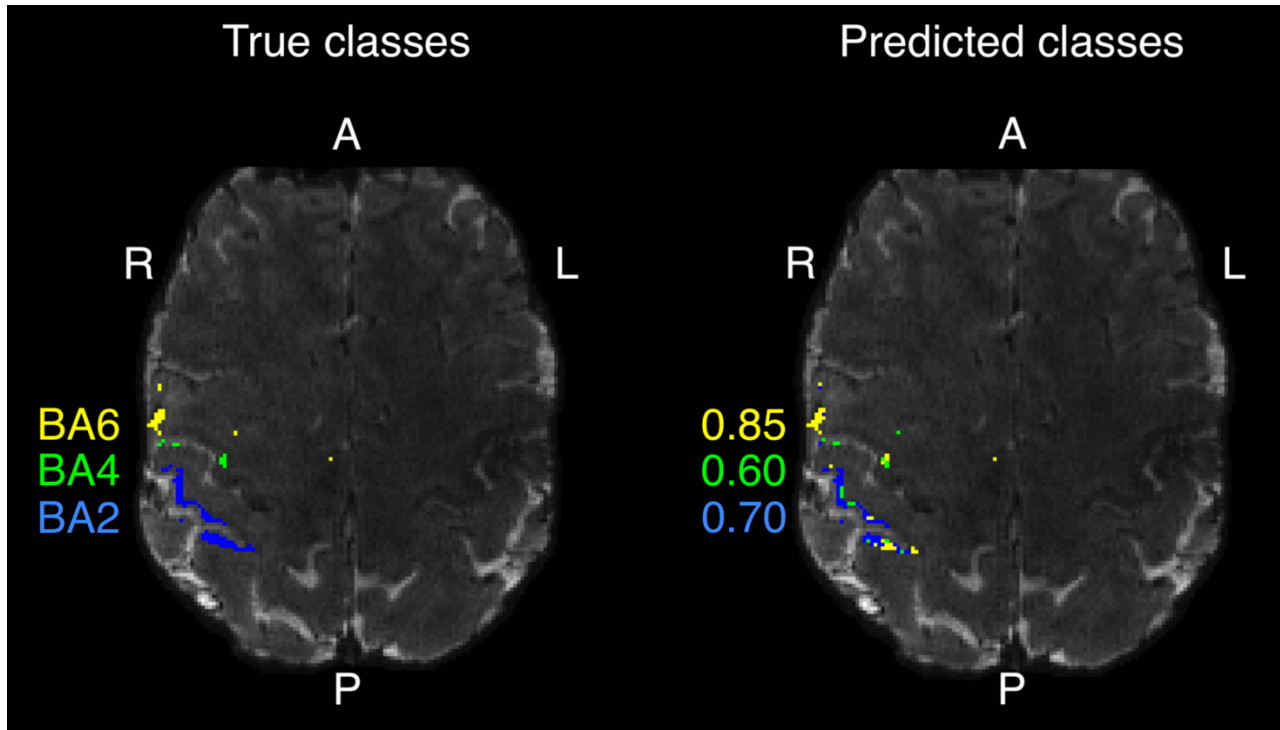 True classes
A
R
L
BA6
BA4
BA2
P
Predicted classes
A
R
L
0.85
0.60
0.70
P